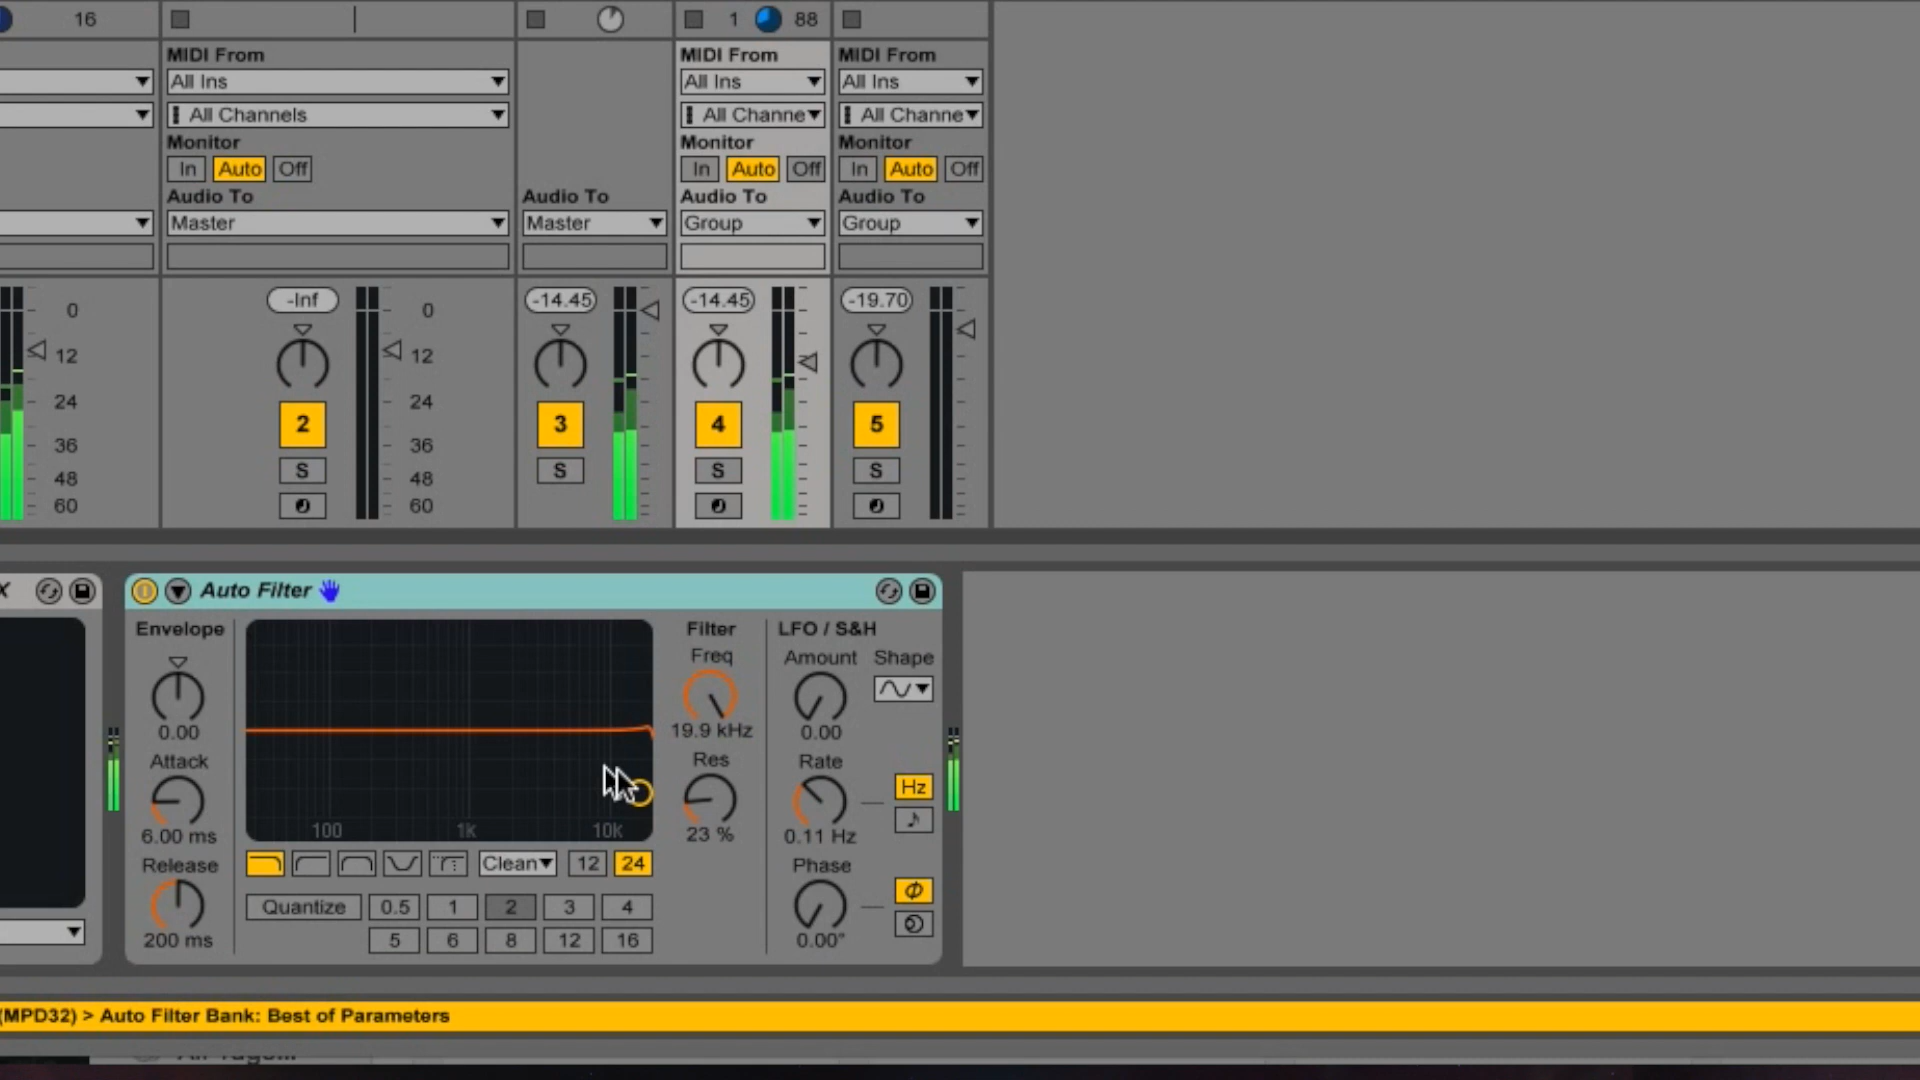 16
1 88
MIDI From MIDI From MIDI From
All Ins All Ins All Ins
All Channels All Channe All Channe
Monitor Monitor Monitor
In Auto Off In Auto Off In Auto Off
Audio To Audio To Audio To Audio To
Master Master Group Group
-Inf -14.45 -14.45 -19.70
0 0
12 12
24 24
2 3 4 5
36 36
S S S S
48 48
60 60
X Auto Filter
Envelope Filter LFO / S&H
Freq Amount Shape
0.00 19.9 kHz 0.00
Attack Res Rate
Hz
6.00 ms 100 1k 10k 23 % 0.11 Hz
Release Clean 12 24 Phase
Quantize 0.5 1 2 3 4
200 ms 5 6 8 12 16 0.00°
(MPD32) > Auto Filter Bank: Best of Parameters